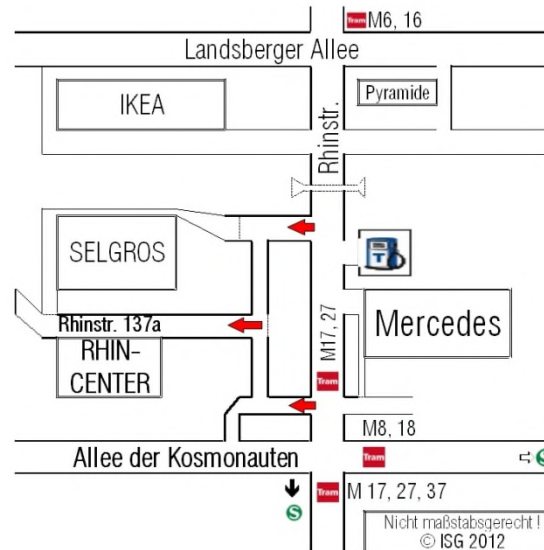 Tram M6, 16
Landsberger Allee
IKEA
Pyramide
Rhinstr.
SELGROS
T
Rhinstr. 137a
RHIN-
CENTER
M17, 27
Mercedes
Tram
M8, 18
Allee der Kosmonauten
Tram
S
S
Tram M 17, 27, 37
Nicht maßstabsgerecht !
© ISG 2012